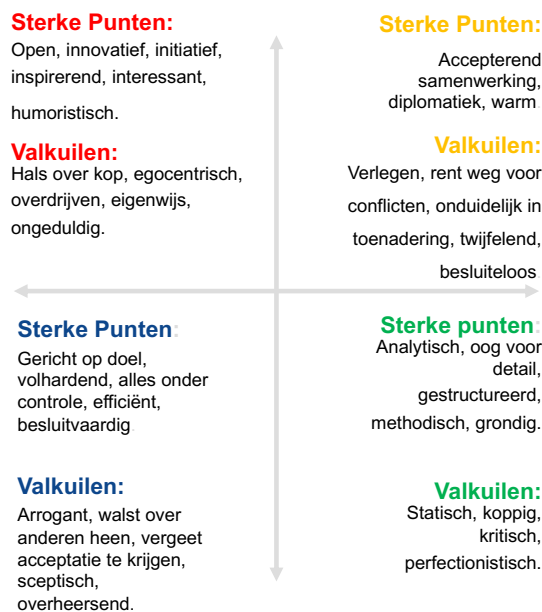 Sterke Punten:
Open, innovatief, initiatief,
inspirerend, interessant,
humoristisch.
Valkuilen:
Hals over kop, egocentrisch,
overdrijven, eigenwijs,
ongeduldig.
Sterke Punten:
Accepterend
samenwerking,
diplomatiek, warm.
Valkuilen:
Verlegen, rent weg voor
conflicten, onduidelijk in
toenadering, twijfelend,
besluiteloos.
Sterke Punten:
Gericht op doel,
volhardend, alles onder
controle, efficiënt,
besluitvaardig.
Valkuilen:
Arrogant, walst over
anderen heen, vergeet
acceptatie te krijgen,
sceptisch,
overheersend.
Sterke punten:
Analytisch, oog voor
detail,
gestructureerd,
methodisch, grondig.
Valkuilen:
Statisch, koppig,
kritisch,
perfectionistisch.